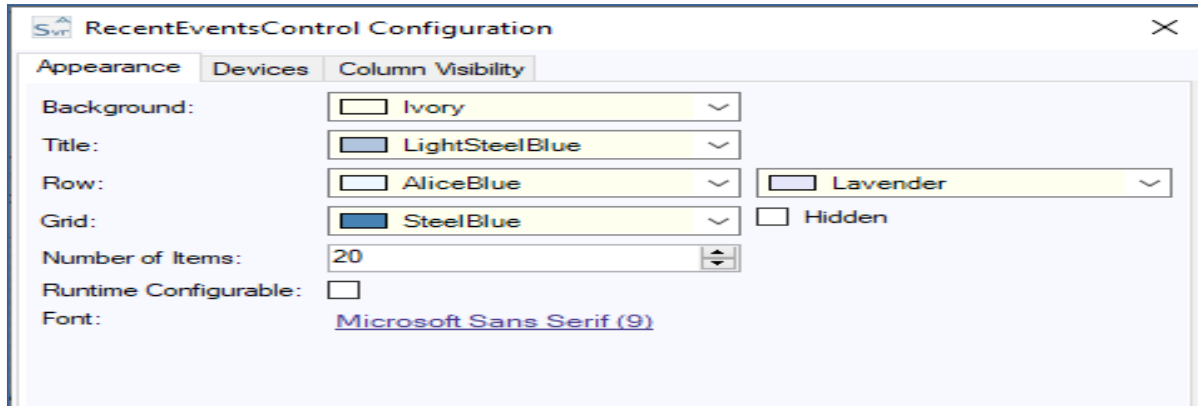 Svr RecentEventsControl Configuration
Appearance Devices Column Visibility
Background: Ivory
Title: LightSteelBlue
Row: AliceBlue Lavender
Grid: SteelBlue Hidden
Number of Items: 20
Runtime Configurable:
Font: Microsoft Sans Serif (9)